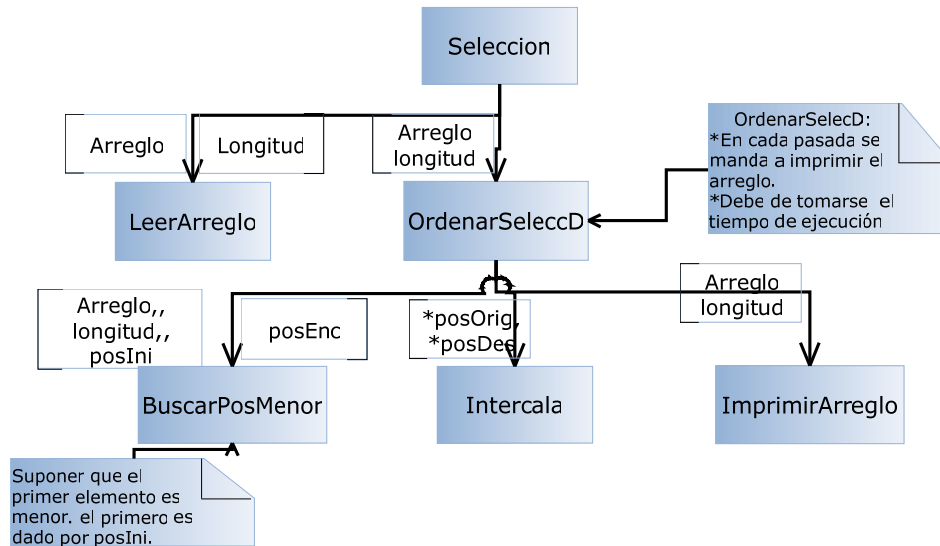 Seleccion
Arreglo
Longitud
Arreglo
longitud
OrdenarSelecD:
*En cada pasada se
manda a imprimir el
arreglo.
*Debe de tomarse el
tiempo de ejecución
LeerArreglo
OrdenarSeleccD
Arreglo,,
longitud,,
posIni
posEnc
*posOrig,
*posDes
Arreglo
longitud
BuscarPosMenor
Intercala
ImprimirArreglo
Suponer que el
primer elemento es
menor. el primero es
dado por posIni.